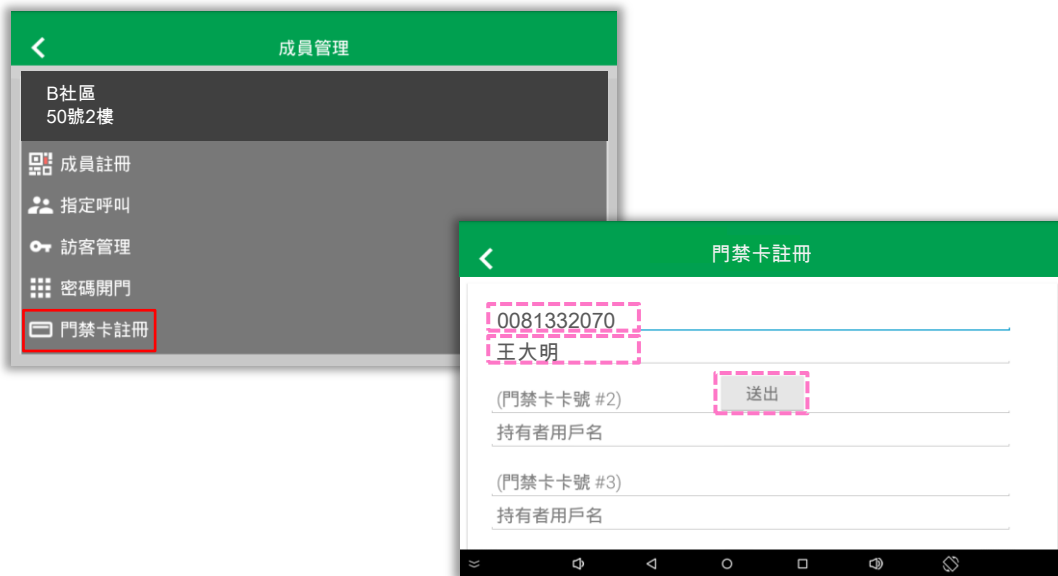 成員管理
B社區
50號2樓
成員註冊
指定呼叫
訪客管理
密碼開門
門禁卡註冊
門禁卡註冊
0081332070
王大明
送出
(門禁卡卡號 #2)
持有者用戶名
(門禁卡卡號 #3)
持有者用戶名